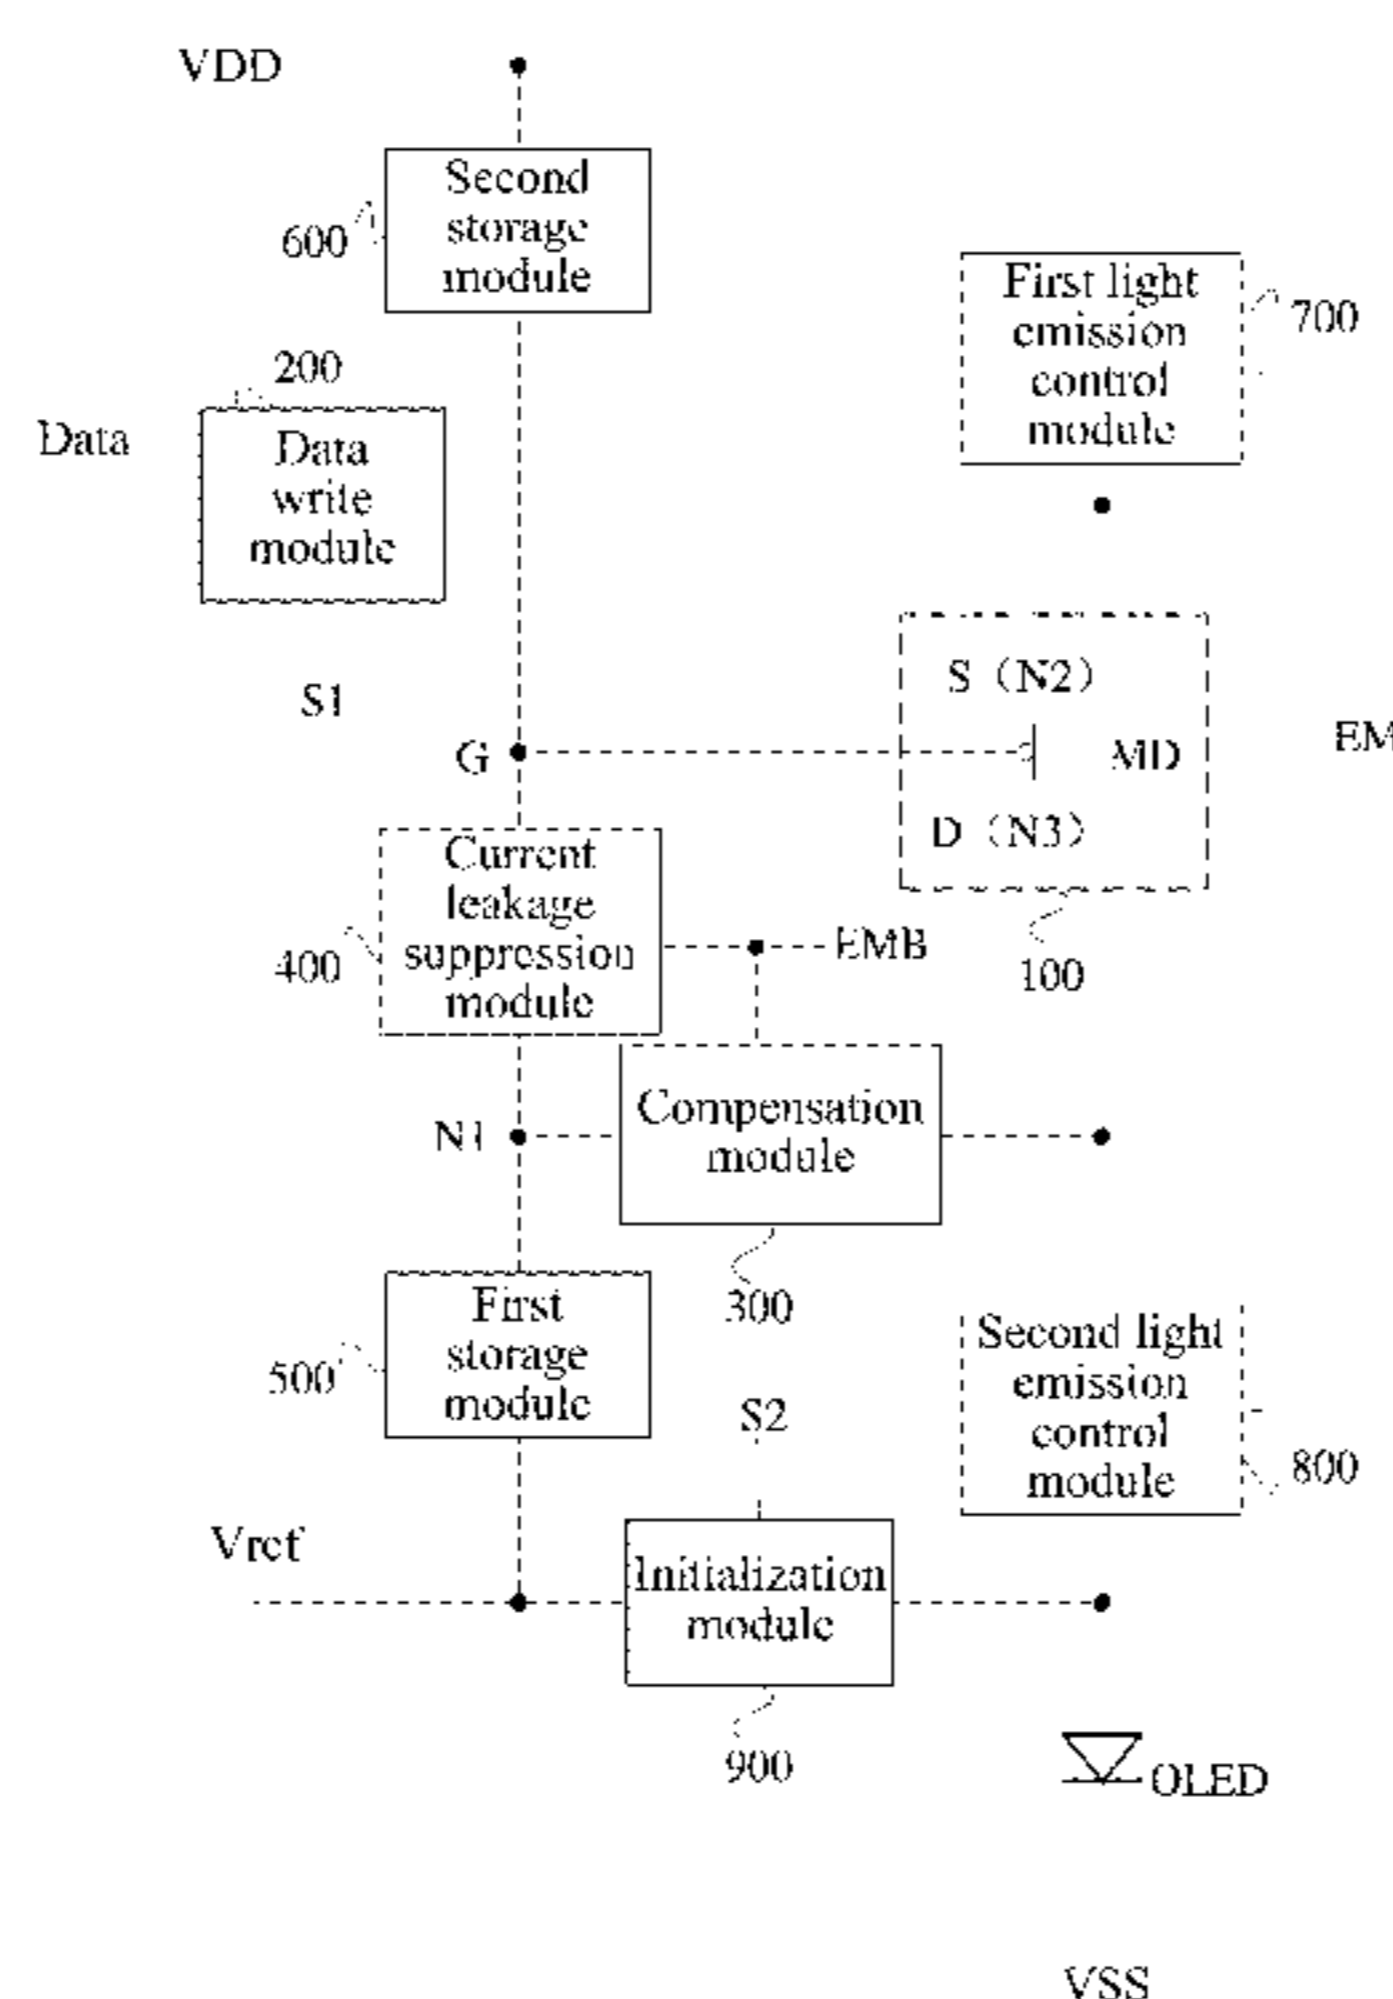 VDD
Second
storage
module
600
First light
emission
control
module
700
200
Data
Data
write
module
S1
S（N2）
G
MD
EM
D（N3）
Current
leakage
suppression
module
400
EMB
100
N1
Compensation
module
300
First
storage
module
500
S2
Second light
emission
control
module
800
Vref
Initialization
module
900
OLED
VSS